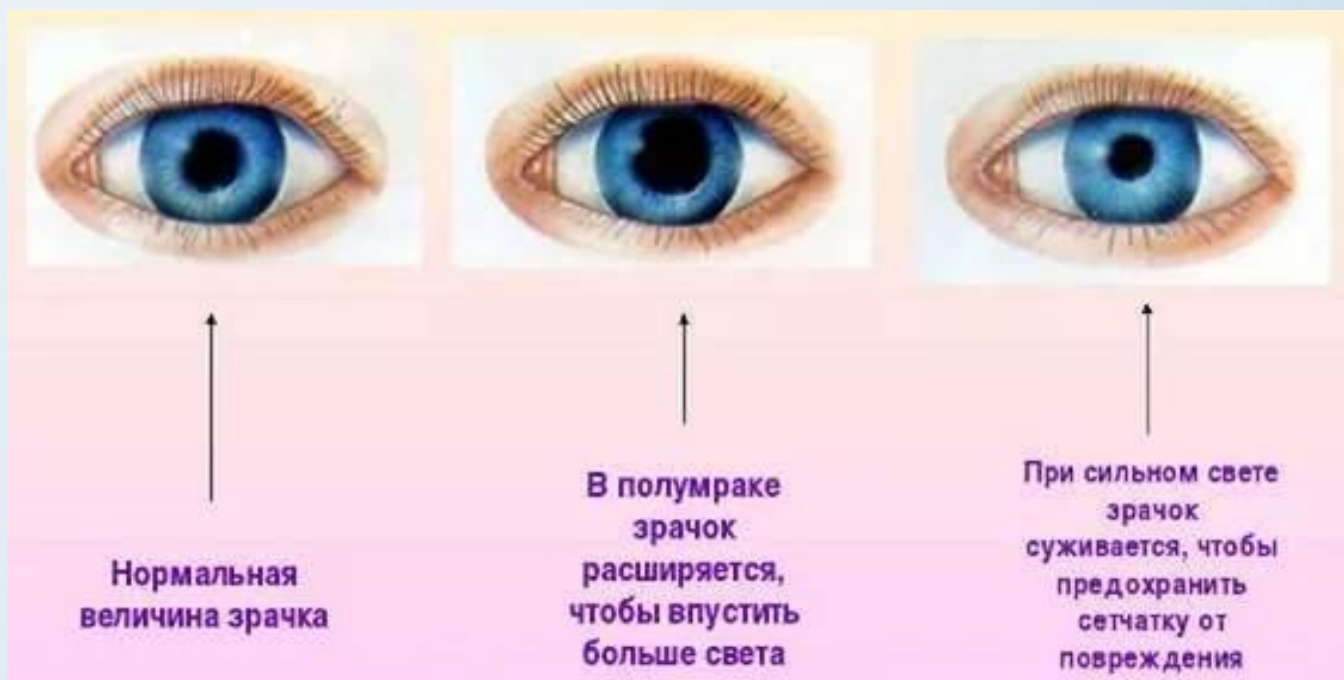 Нормальная
величина зрачка
В полумраке
зрачок
расширяется,
чтобы впустить
больше света
При сильном свете
зрачок
суживается, чтобы
предохранить
сетчатку от
повреждения